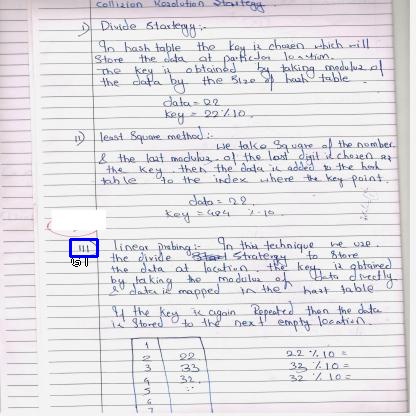 Collision Resolution Startegy
i) Divide Startegy:-
In hash table the key is chosen which will
store the data at particular location.
The key is obtained by taking modulus of
the data by the size of hash table.
data = 22
key = 22 % 10.
ii) least Square method:-
we take Square of the number
& the last modulus of the last digit is chosen as
the key. then the data is added to the hash
table to the index where the key point.
data = 22.
key = 484 % 10.
iii) linear probing:- In this technique we use
the divide Strategy to store
the data at location the key is obtained
by taking the modulus of data directly
& data is mapped in the hash table
If the key is again Repeated then the data
is stored to the next empty location.
1
2 22 22 % 10 =
3 33 33 % 10 =
4 32. 32 % 10 =
5
6
7